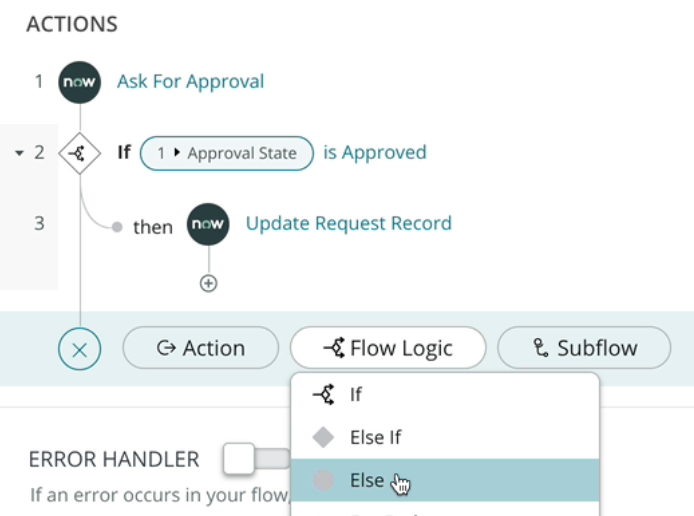 ACTIONS
1 now Ask For Approval
2 If 1 ▸ Approval State is Approved
3 then now Update Request Record
Action Flow Logic Subflow
If
Else If
ERROR HANDLER
Else
If an error occurs in your flow,